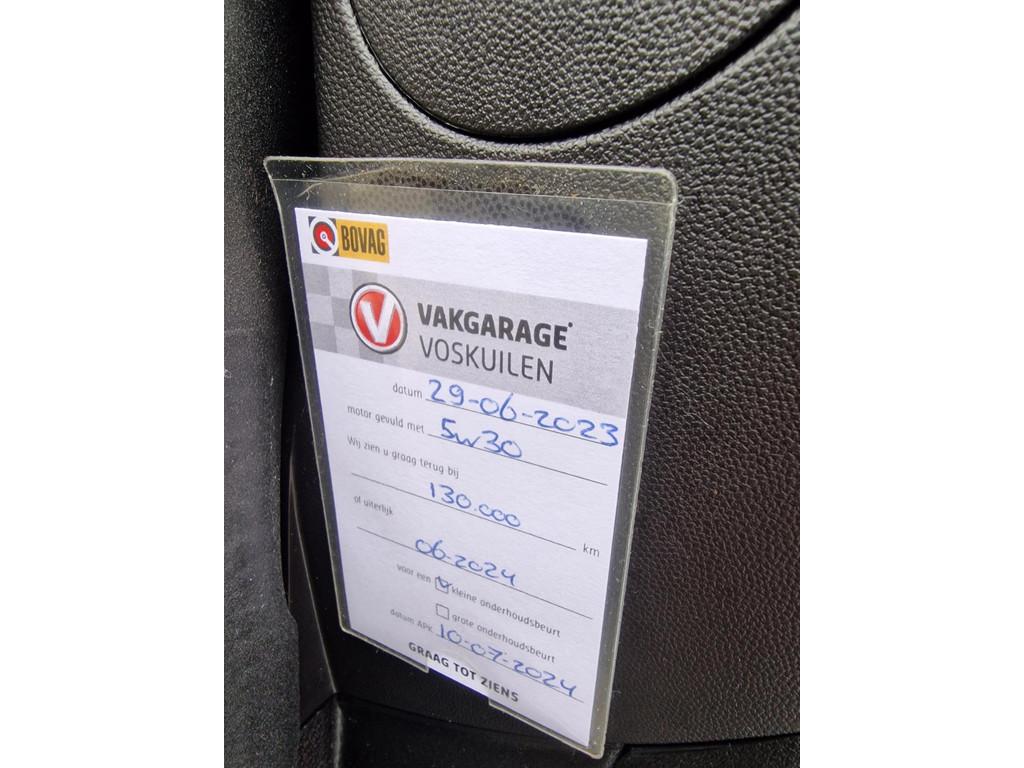 BOVAG
V VAKGARAGE
VOSKUILEN
datum 29-06-2023
motor gevuld met 5w30
Wij zien u graag terug bij
130.000 km
of uiterlijk
06-2024
voor een kleine onderhoudsbeurt
grote onderhoudsbeurt
datum APK 10-07-2024
GRAAG TOT ZIENS